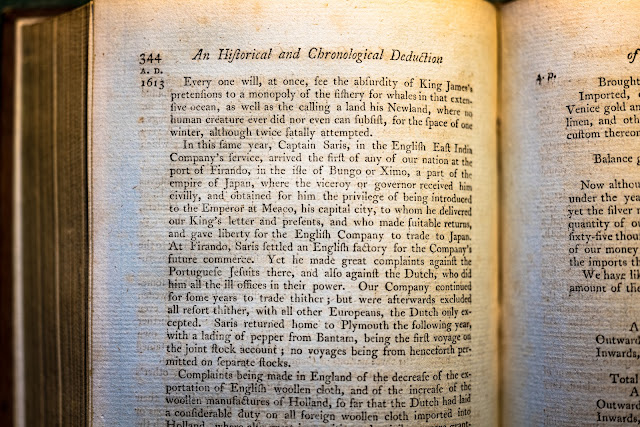 344 An Hiſtorical and Chronological Deduction
A. D.
1613 Every one will, at once, ſee the abſurdity of King James's
pretenſions to a monopoly of the fiſhery for whales in that exten-
ſive ocean, as well as the calling a land his Newland, where no
human creature ever did nor even can ſubſiſt, for the ſpace of one
winter, although twice fatally attempted.
In this ſame year, Captain Saris, in the Engliſh Eaſt India
Company's ſervice, arrived the firſt of any of our nation at the
port of Firando, in the iſle of Bungo or Ximo, a part of the
empire of Japan, where the viceroy or governor received him
civilly, and obtained for him the privilege of being introduced
to the Emperor at Meaco, his capital city, to whom he delivered
our King's letter and preſents, and who made ſuitable returns,
and gave liberty for the Engliſh Company to trade to Japan.
At Firando, Saris ſettled an Engliſh factory for the Company's
future commerce. Yet he made great complaints againſt the
Portugueſe Jeſuits there, and alſo againſt the Dutch, who did
him all the ill offices in their power. Our Company continued
for ſome years to trade thither; but were afterwards excluded
all reſort thither, with all other Europeans, the Dutch only ex-
cepted. Saris returned home to Plymouth the following year,
with a lading of pepper from Bantam, being the firſt voyage on
the joint ſtock account; no voyages being from henceforth per-
mitted on ſeparate ſtocks.
Complaints being made in England of the decreaſe of the ex-
portation of Engliſh woollen cloth, and of the increaſe of the
woollen manufactures of Holland, ſo far that the Dutch had laid
a conſiderable duty on all foreign woollen cloth imported into
Holland,
of
A. D. Brought
Imported,
Venice gold an
linen, and oth
cuſtom thereon
Balance
Now althou
under the yea
yet the ſilver
quantity of ou
ſixty-five thou
of our money
the imports th
We have lik
amount of the
A
Outward
Inwards,
Total
A
Outward
Inwards,